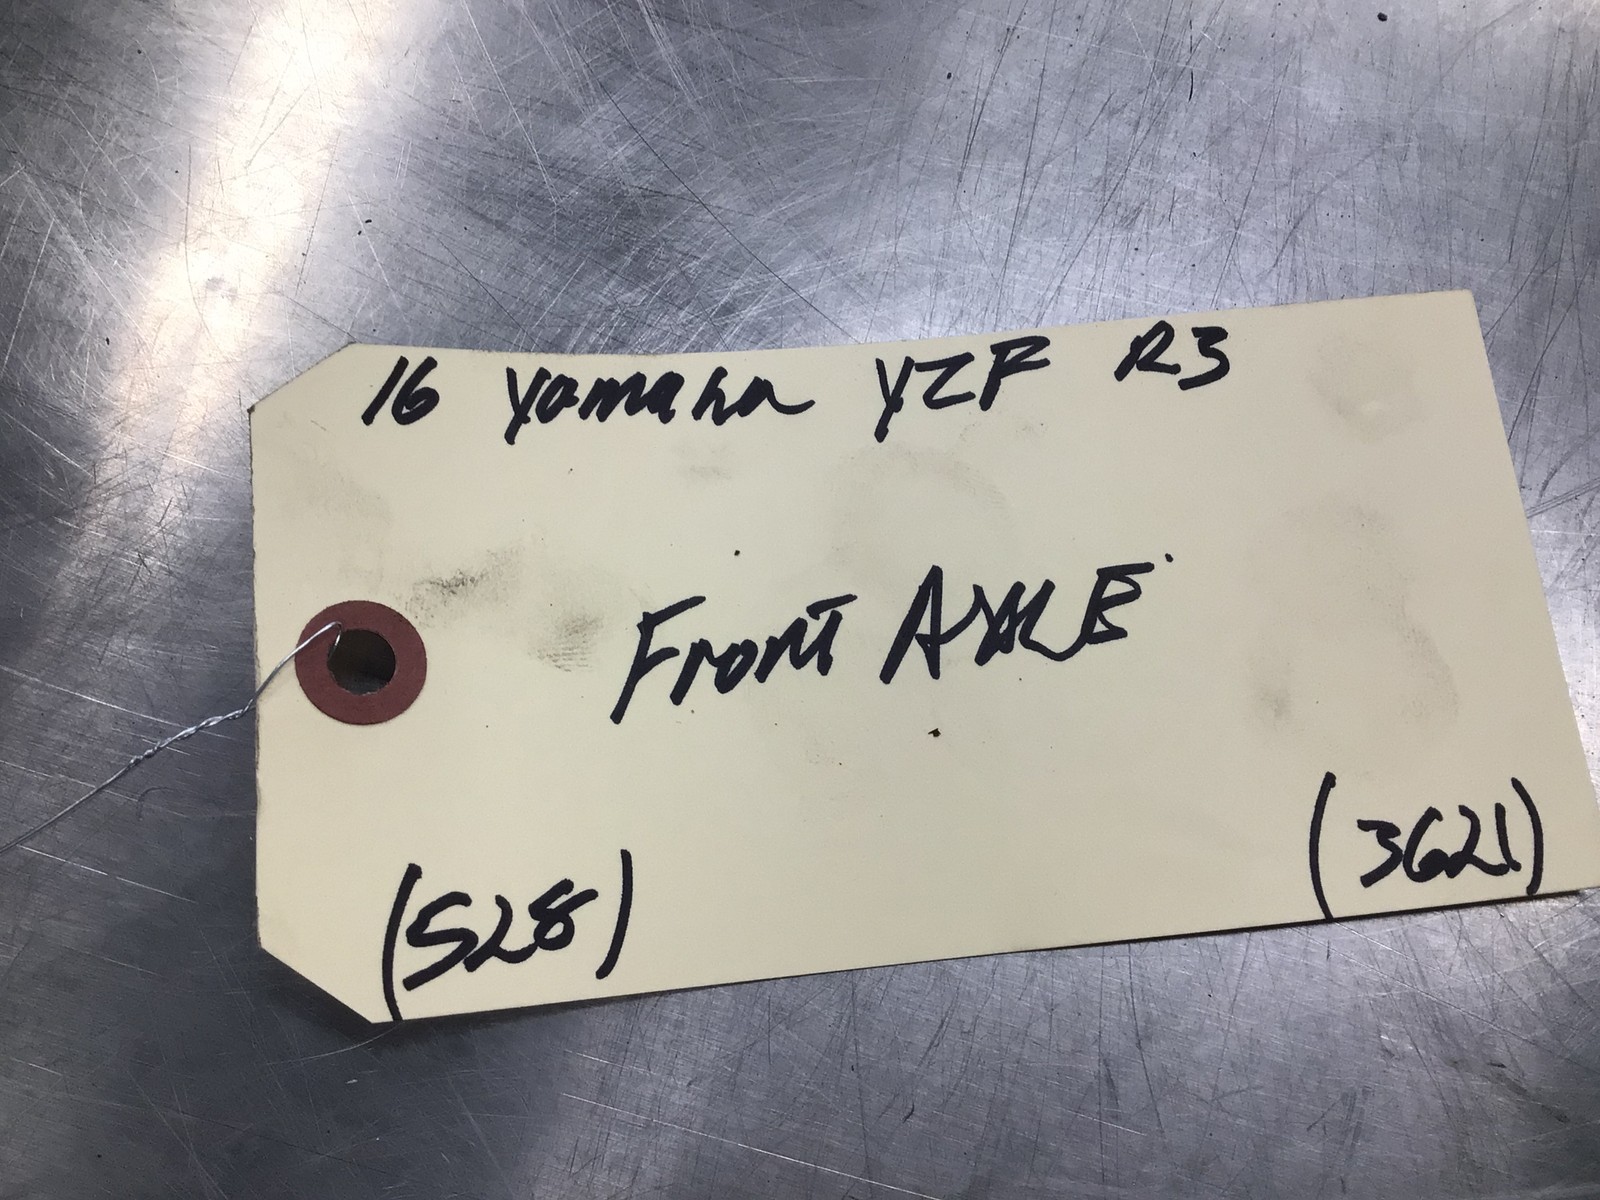 16 Yamaha YZF R3
Front AXLE
(528)
(3621)